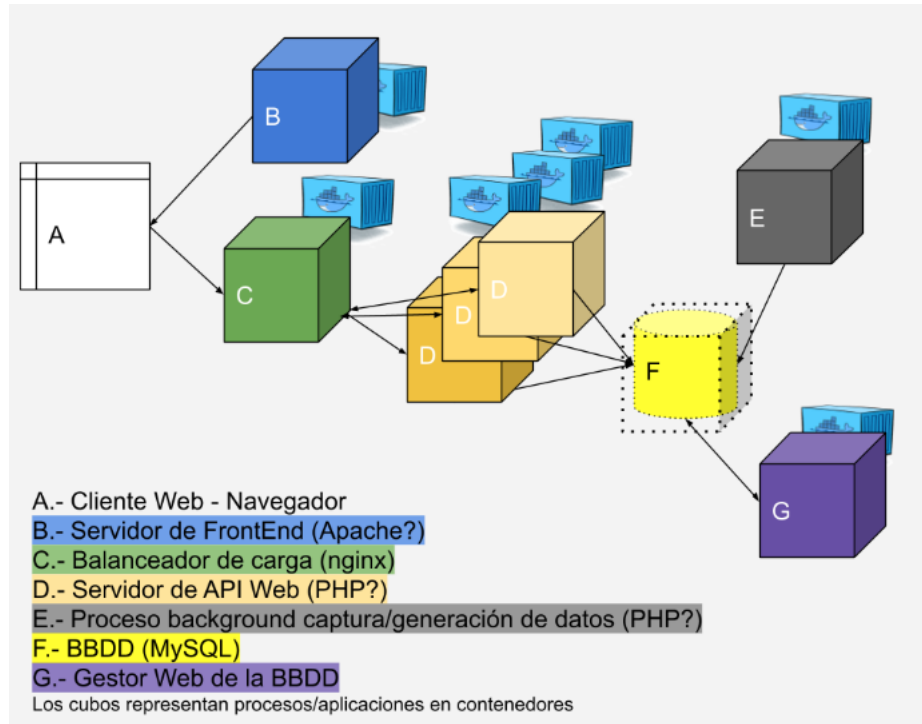 B
A
E
C
D
D
D
F
G
A.- Cliente Web - Navegador
B.- Servidor de FrontEnd (Apache?)
C.- Balanceador de carga (nginx)
D.- Servidor de API Web (PHP?)
E.- Proceso background captura/generación de datos (PHP?)
F.- BBDD (MySQL)
G.- Gestor Web de la BBDD
Los cubos representan procesos/aplicaciones en contenedores